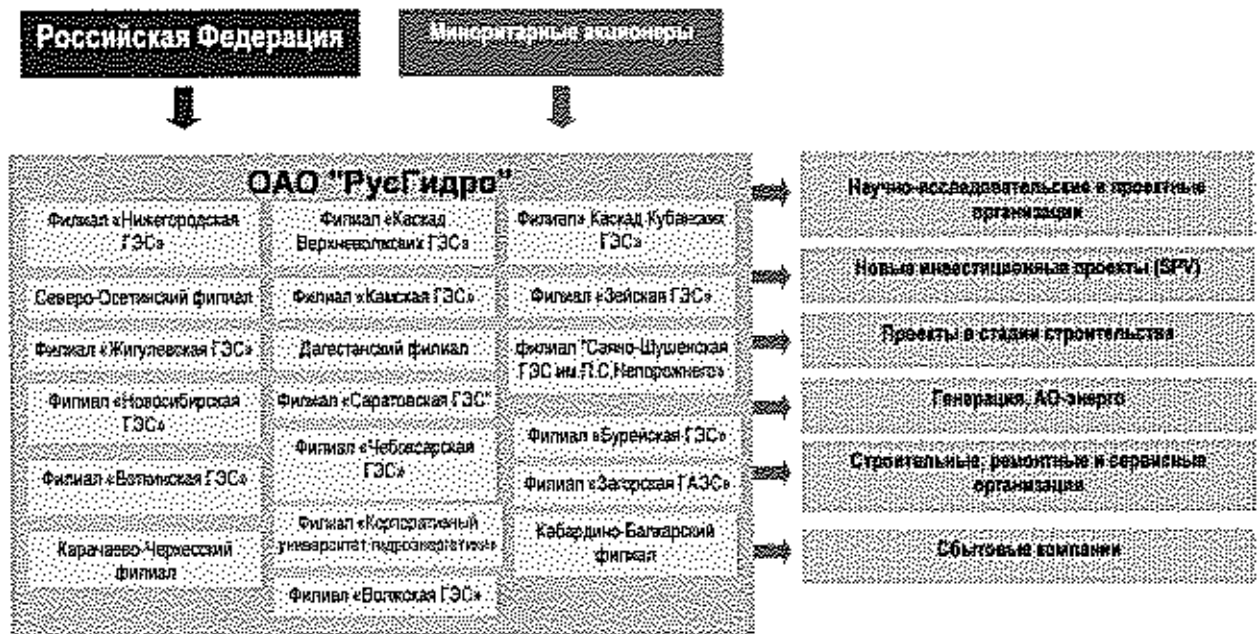 Российская Федерация
Миноритарные акционеры
ОАО "РусГидро"
Филиал «Нижегородская
ГЭС»
Северо-Осетинский филиал
Филиал «Жигулевская ГЭС»
Филиал «Новосибирская
ГЭС»
Филиал «Воткинская ГЭС»
Карачаево-Черкесский
филиал
Филиал «Каскад
Верхневолжских ГЭС»
Филиал «Камская ГЭС»
Дагестанский филиал
Филиал «Саратовская ГЭС"
Филиал «Чебоксарская
ГЭС»
Филиал «Корпоративный
университет гидроэнергетики»
Филиал «Волжская ГЭС»
Филиал» Каскад Кубанских
ГЭС»
Филиал «Зейская ГЭС»
филиал "Саяно-Шушенская
ГЭС им.П.С.Непорожнего»
Филиал «Бурейская ГЭС»
Филиал «Загорская ГАЭС»
Кабардино-Балкарский
филиал
Научно-исследовательские и проектные
организации
Новые инвестиционные проекты (SPV)
Проекты в стадии строительства
Генерация, АО-энерго
Строительные, ремонтные и сервисные
организации
Сбытовые компании